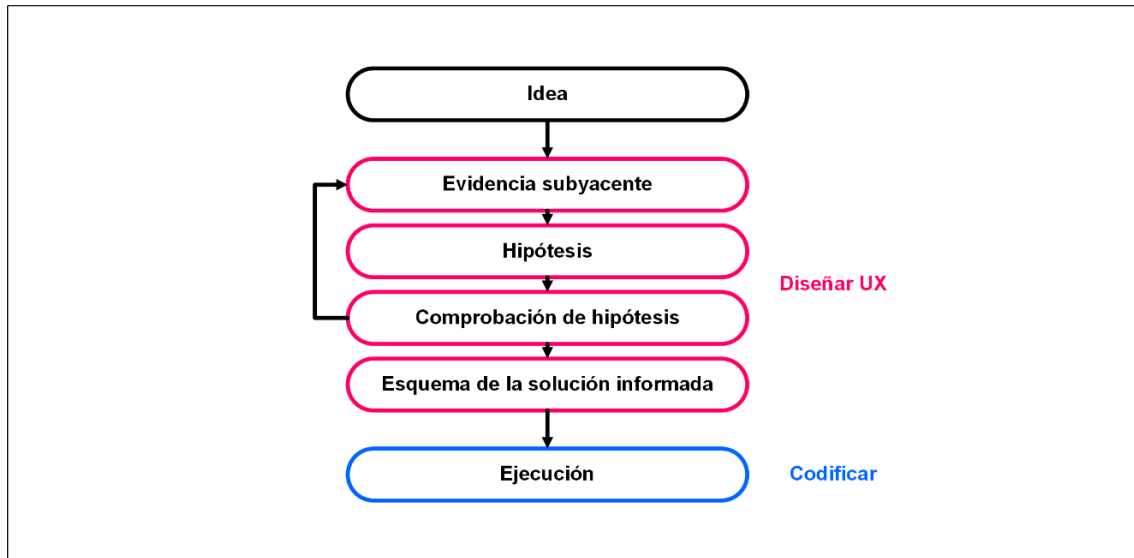 Idea
Evidencia subyacente
Hipótesis
Diseñar UX
Comprobación de hipótesis
Esquema de la solución informada
Ejecución
Codificar